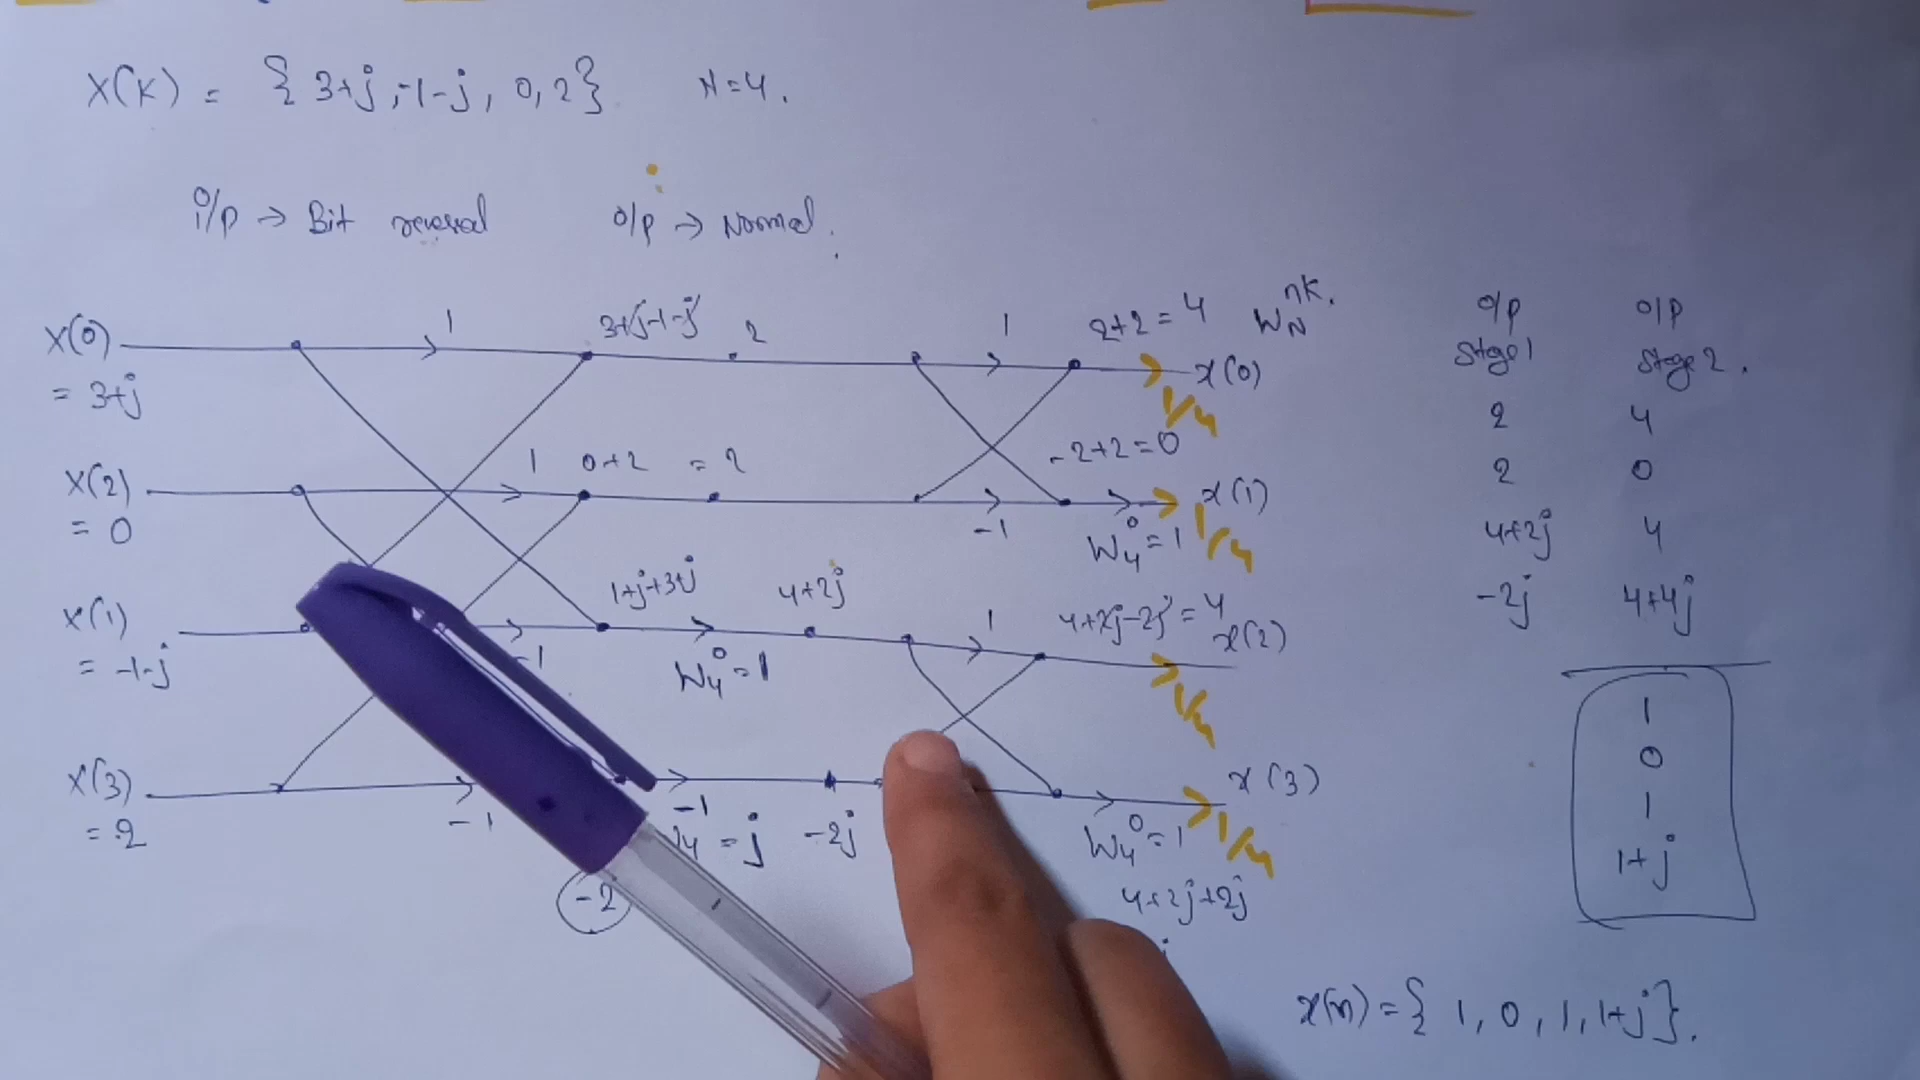 X(K) = {3+j, -1-j, 0, 2} N=4.
i/p → Bit reversal o/p → Normal.
X(0) = 3+j
1
3+j-1-j
2
1
2+2 = 4
W_N^nk.
x(0)
1/4
X(2) = 0
1
0+2 = 2
-1
-2+2=0
x(1)
W_4^0 = 1
1/4
X(1) = -1-j
-1
1+j+3+j
W_4^0 = 1
4+2j
1
4+2j-2j = 4
x(2)
1/4
X(3) = 2
-1
-2
-1
4 = j
-2j
W_4^0 = 1
x(3)
1/4
4+2j+2j
o/p o/p
Stage1 Stage2.
2 4
2 0
4+2j 4
-2j 4+4j
1
0
1
1+j
x(n) = {1, 0, 1, 1+j}.